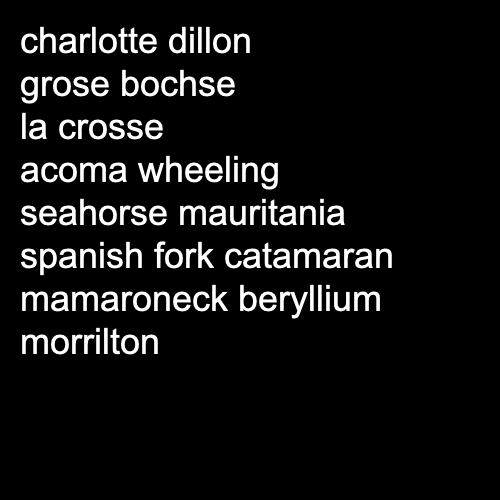 charlotte dillon
grose bochse
la crosse
acoma wheeling
seahorse mauritania
spanish fork catamaran
mamaroneck beryllium
morrilton